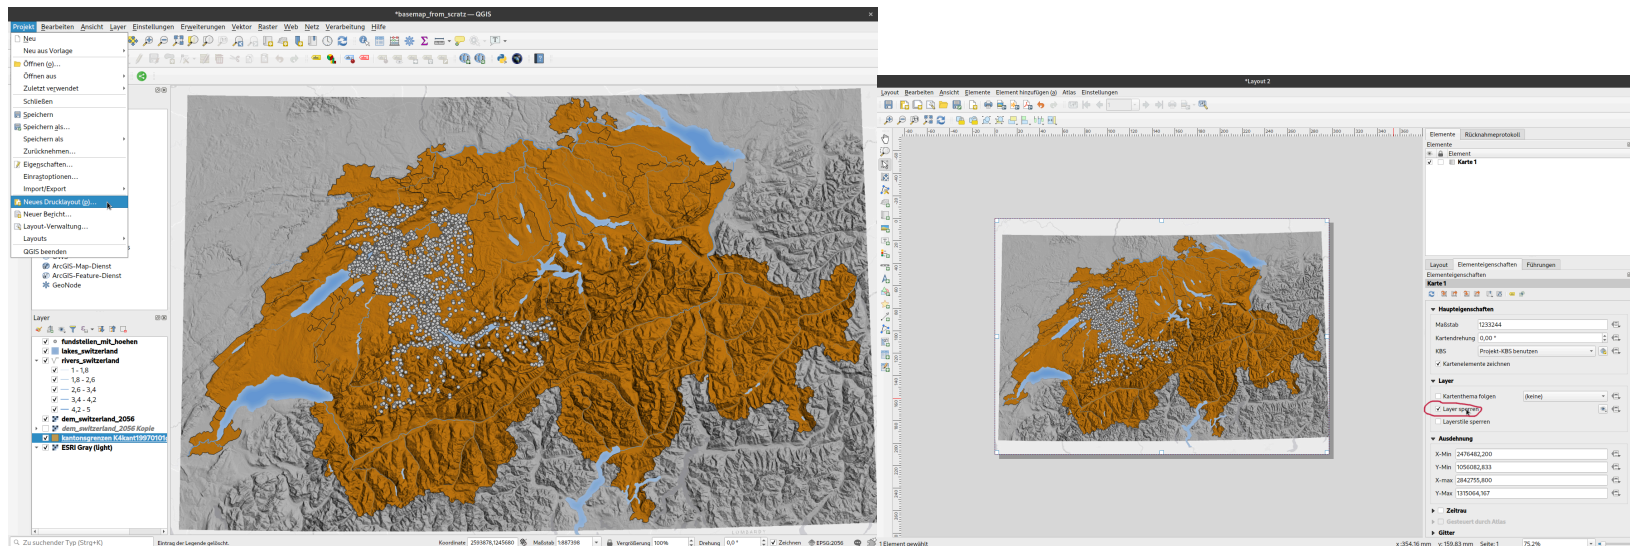 *basemap_from_scratz — QGIS
Projekt Bearbeiten Ansicht Layer Einstellungen Erweiterungen Vektor Raster Web Netz Verarbeitung Hilfe
Neu
Neu aus Vorlage
Öffnen (o)...
Öffnen aus
Zuletzt verwendet
Schließen
Speichern
Speichern als...
Speichern als
Zurücknehmen...
Eigenschaften...
Einrastoptionen...
Import/Export
Neues Drucklayout (p)...
Neuer Bericht...
Layout-Verwaltung...
Layouts
QGIS beenden
ArcGIS-Map-Dienst
ArcGIS-Feature-Dienst
GeoNode
Layer
fundstellen_mit_hoehen
lakes_switzerland
rivers_switzerland
1 - 1,8
1,8 - 2,6
2,6 - 3,4
3,4 - 4,2
4,2 - 5
dem_switzerland_2056
dem_switzerland_2056 Kopie
kantonsgrenzen K4kant19970101
ESRI Gray (light)
Zu suchender Typ (Strg+K)
Eintrag der Legende gelöscht.
Koordinate 2593878,1245680 Maßstab 1:887398 Vergrößerung 100% Drehung 0,0° Zeichnen EPSG:2056
*Layout 2
Layout Bearbeiten Ansicht Elemente Element hinzufügen (a) Atlas Einstellungen
Elemente Rücknahmeprotokoll
Elemente
Element
Karte 1
Layout Elementeigenschaften Führungen
Elementeigenschaften
Karte 1
Haupteigenschaften
Maßstab 1233244
Kartendrehung 0,00 °
KBS Projekt-KBS benutzen
Kartenelemente zeichnen
Layer
Kartenthema folgen (keine)
Layer sperren
Layerstile sperren
Ausdehnung
X-Min 2476482,200
Y-Min 1056082,833
X-max 2842755,800
Y-Max 1315064,167
Zeitrau
Gesteuert durch Atlas
Gitter
1 Element gewählt
x: 354.16 mm y: 159.83 mm Seite: 1 75.2%